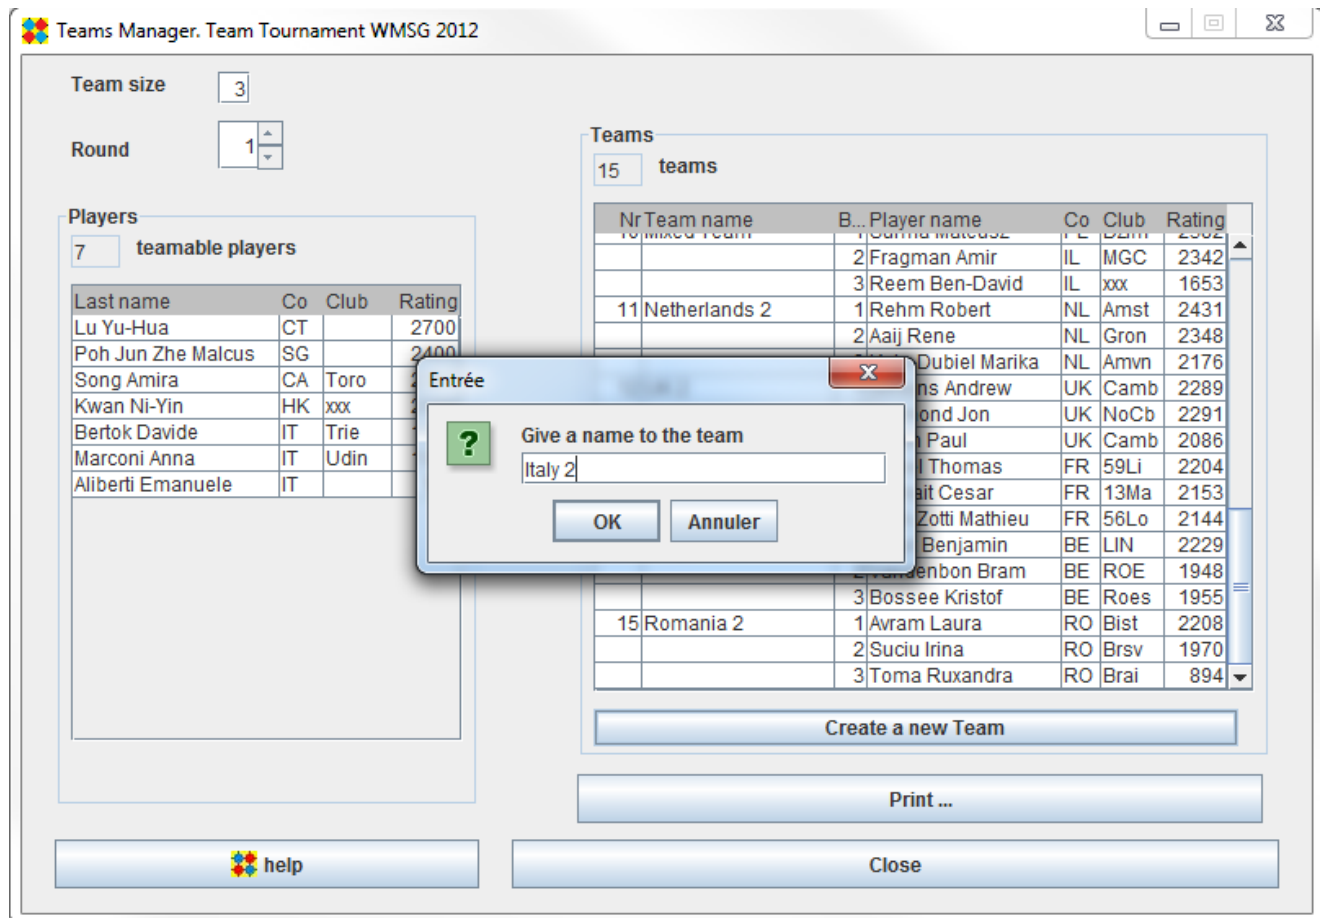 Teams Manager. Team Tournament WMSG 2012
Team size 3
Round 1
Players
7 teamable players
Last name Co Club Rating
Lu Yu-Hua CT 2700
Poh Jun Zhe Malcus SG 2400
Song Amira CA Toro
Kwan Ni-Yin HK xxx
Bertok Davide IT Trie
Marconi Anna IT Udin
Aliberti Emanuele IT
Teams
15 teams
Nr Team name B... Player name Co Club Rating
2 Fragman Amir IL MGC 2342
3 Reem Ben-David IL xxx 1653
11 Netherlands 2 1 Rehm Robert NL Amst 2431
2 Aaij Rene NL Gron 2348
Dubiel Marika NL Amvn 2176
Andrew UK Camb 2289
Jon UK NoCb 2291
Paul UK Camb 2086
Thomas FR 59Li 2204
Cesar FR 13Ma 2153
Zotti Mathieu FR 56Lo 2144
Benjamin BE LIN 2229
Bram BE ROE 1948
3 Bossee Kristof BE Roes 1955
15 Romania 2 1 Avram Laura RO Bist 2208
2 Suciu Irina RO Brsv 1970
3 Toma Ruxandra RO Brai 894
Create a new Team
Print ...
help
Close
Entrée
Give a name to the team
Italy 2
OK Annuler